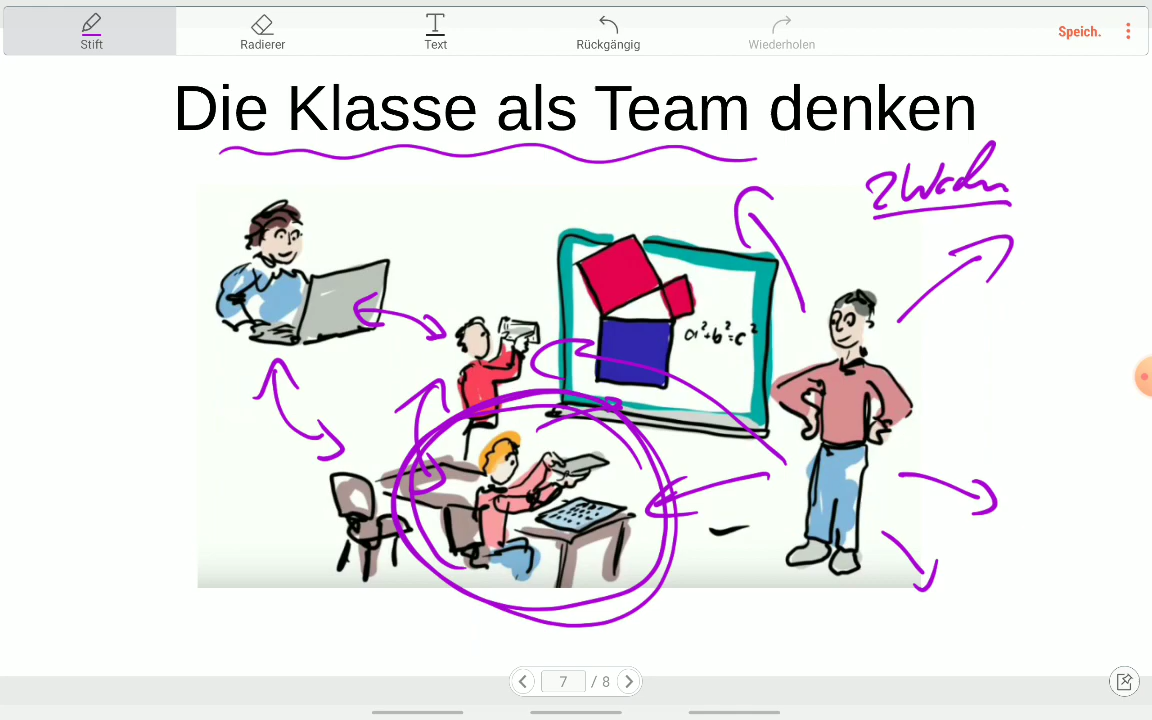 Stift Radierer Text Rückgängig Wiederholen Speich.
Die Klasse als Team denken
a²+b²=c²
7 / 8